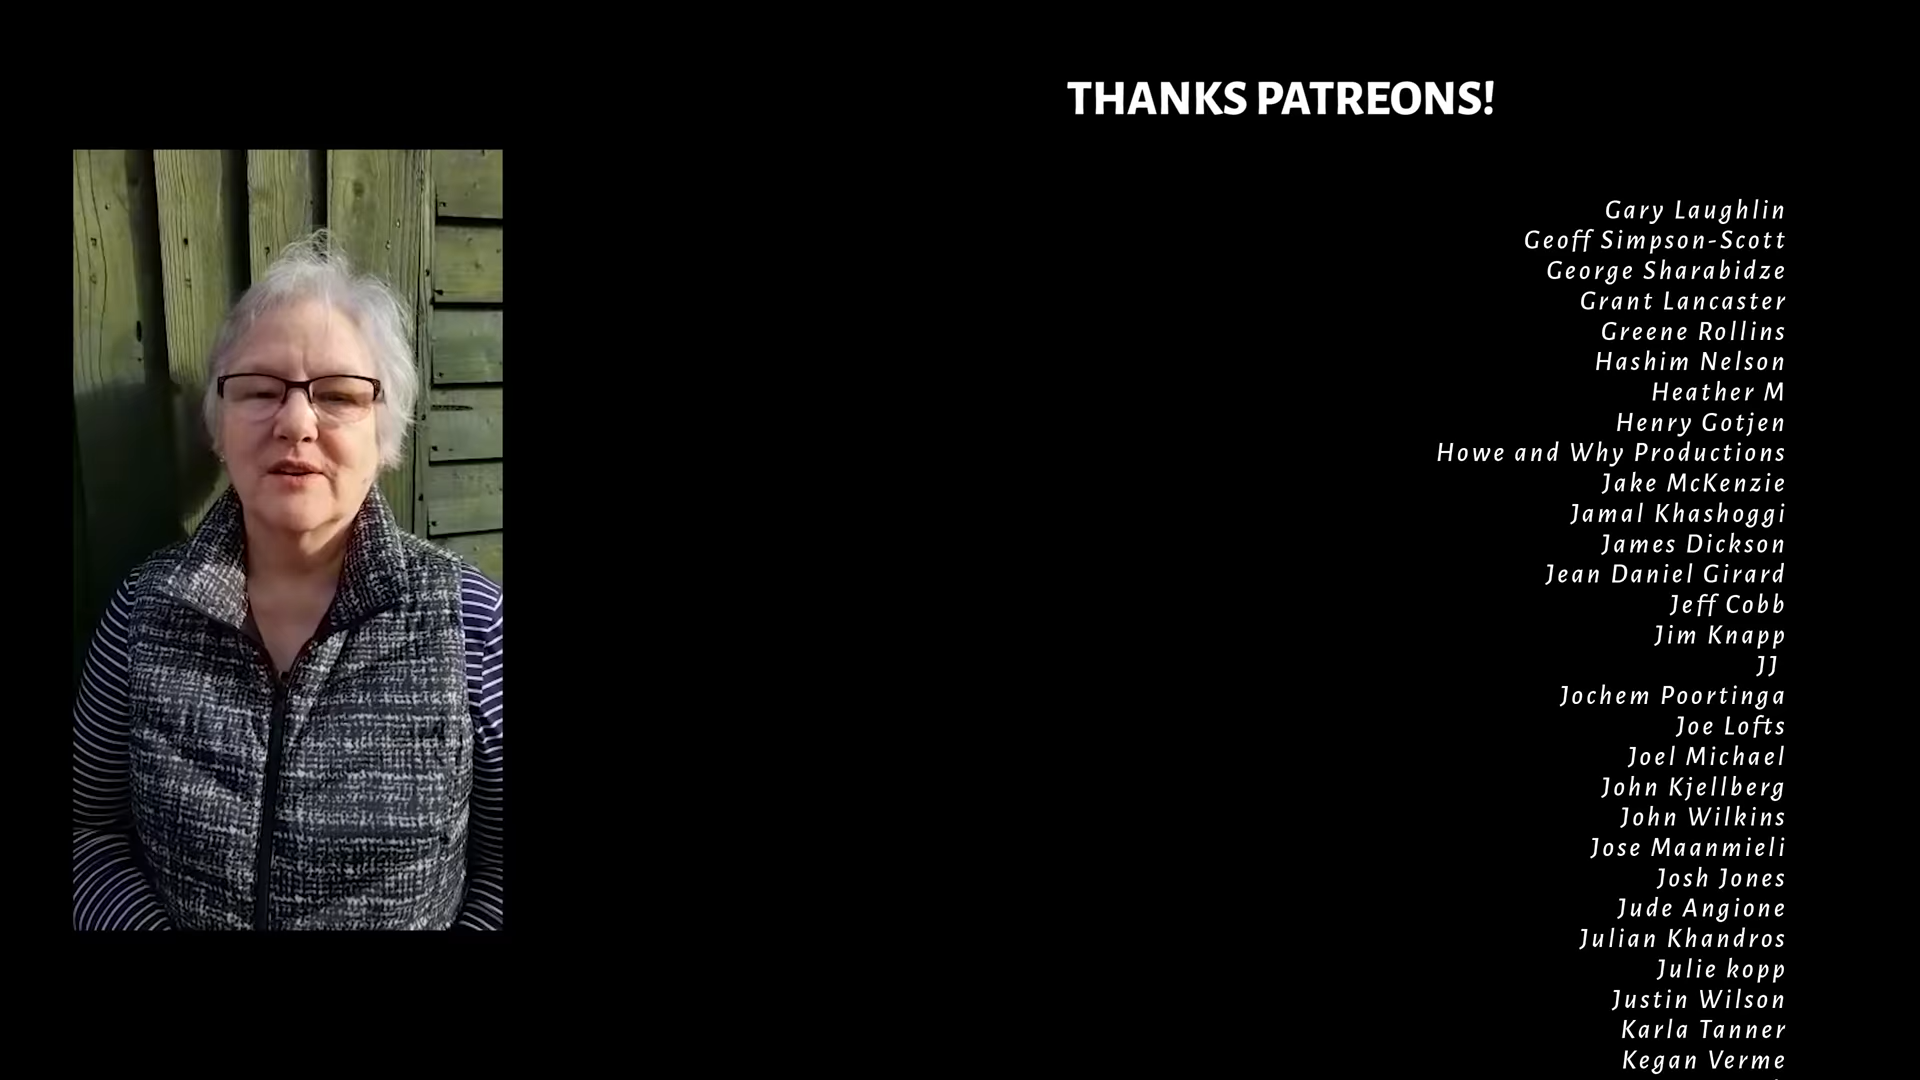 THANKS PATREONS!
Gary Laughlin
Geoff Simpson-Scott
George Sharabidze
Grant Lancaster
Greene Rollins
Hashim Nelson
Heather M
Henry Gotjen
Howe and Why Productions
Jake McKenzie
Jamal Khashoggi
James Dickson
Jean Daniel Girard
Jeff Cobb
Jim Knapp
JJ
Jochem Poortinga
Joe Lofts
Joel Michael
John Kjellberg
John Wilkins
Jose Maanmieli
Josh Jones
Jude Angione
Julian Khandros
Julie kopp
Justin Wilson
Karla Tanner
Kegan Verme